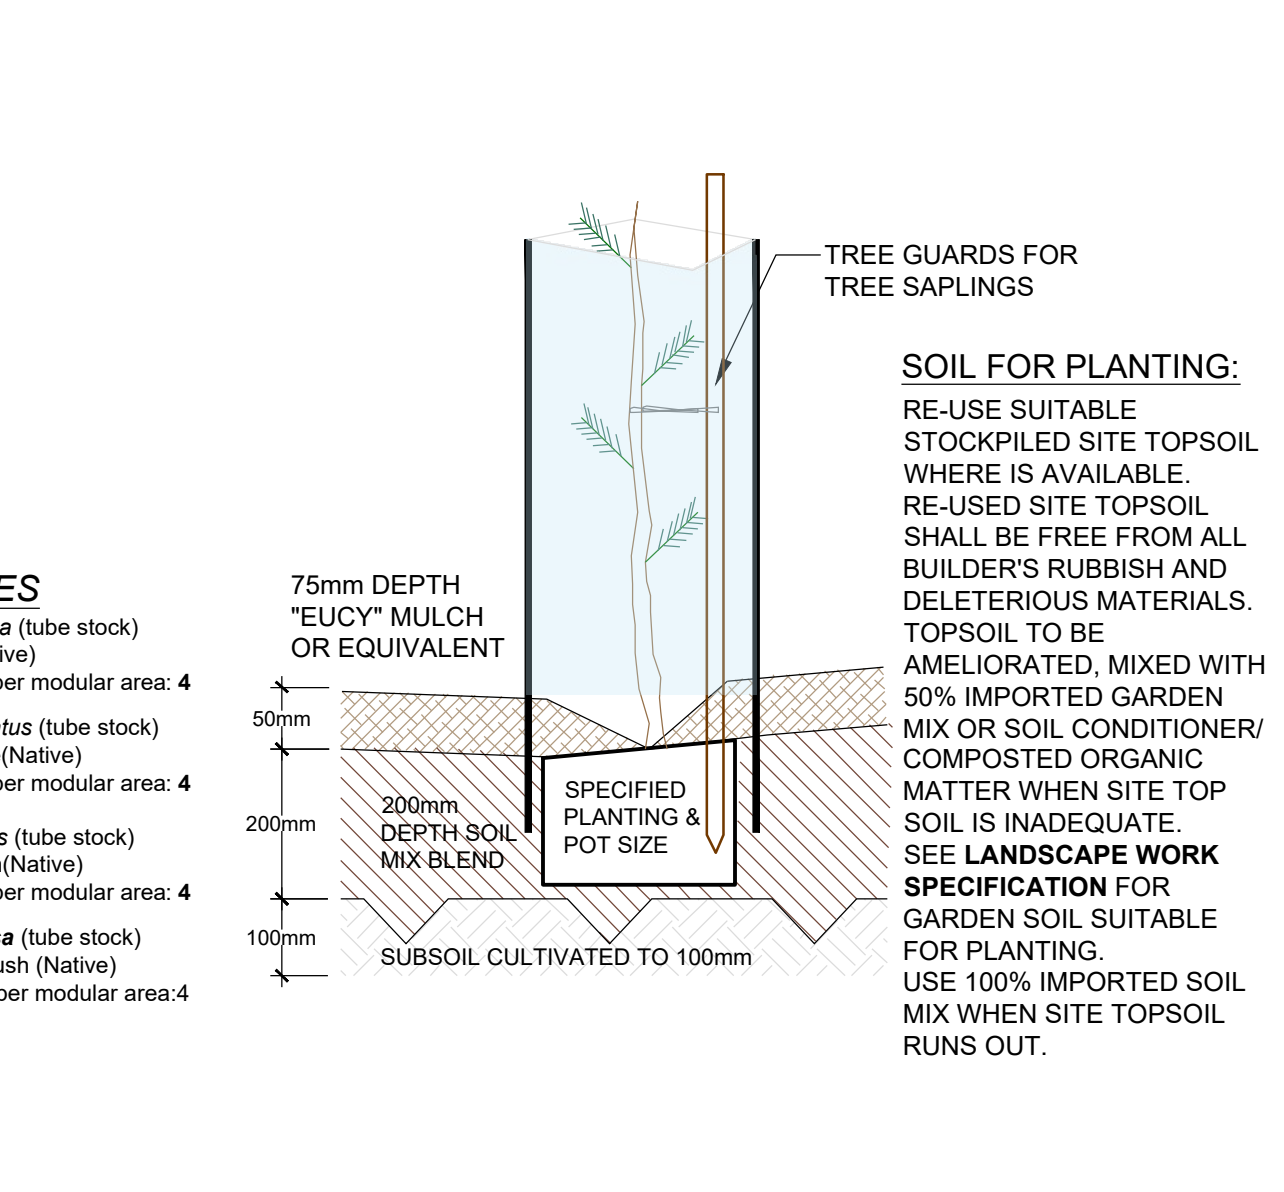 TREE GUARDS FOR
TREE SAPLINGS
SOIL FOR PLANTING:
RE-USE SUITABLE
STOCKPILED SITE TOPSOIL
WHERE IS AVAILABLE.
RE-USED SITE TOPSOIL
SHALL BE FREE FROM ALL
BUILDER'S RUBBISH AND
DELETERIOUS MATERIALS.
TOPSOIL TO BE
AMELIORATED, MIXED WITH
50% IMPORTED GARDEN
MIX OR SOIL CONDITIONER/
COMPOSTED ORGANIC
MATTER WHEN SITE TOP
SOIL IS INADEQUATE.
SEE LANDSCAPE WORK
SPECIFICATION FOR
GARDEN SOIL SUITABLE
FOR PLANTING.
USE 100% IMPORTED SOIL
MIX WHEN SITE TOPSOIL
RUNS OUT.
75mm DEPTH
"EUCY" MULCH
OR EQUIVALENT
50mm
200mm
100mm
200mm
DEPTH SOIL
MIX BLEND
SPECIFIED
PLANTING &
POT SIZE
SUBSOIL CULTIVATED TO 100mm
ES
a (tube stock)
ive)
per modular area: 4
atus (tube stock)
e(Native)
per modular area: 4
s (tube stock)
n(Native)
per modular area: 4
sa (tube stock)
ush (Native)
per modular area:4